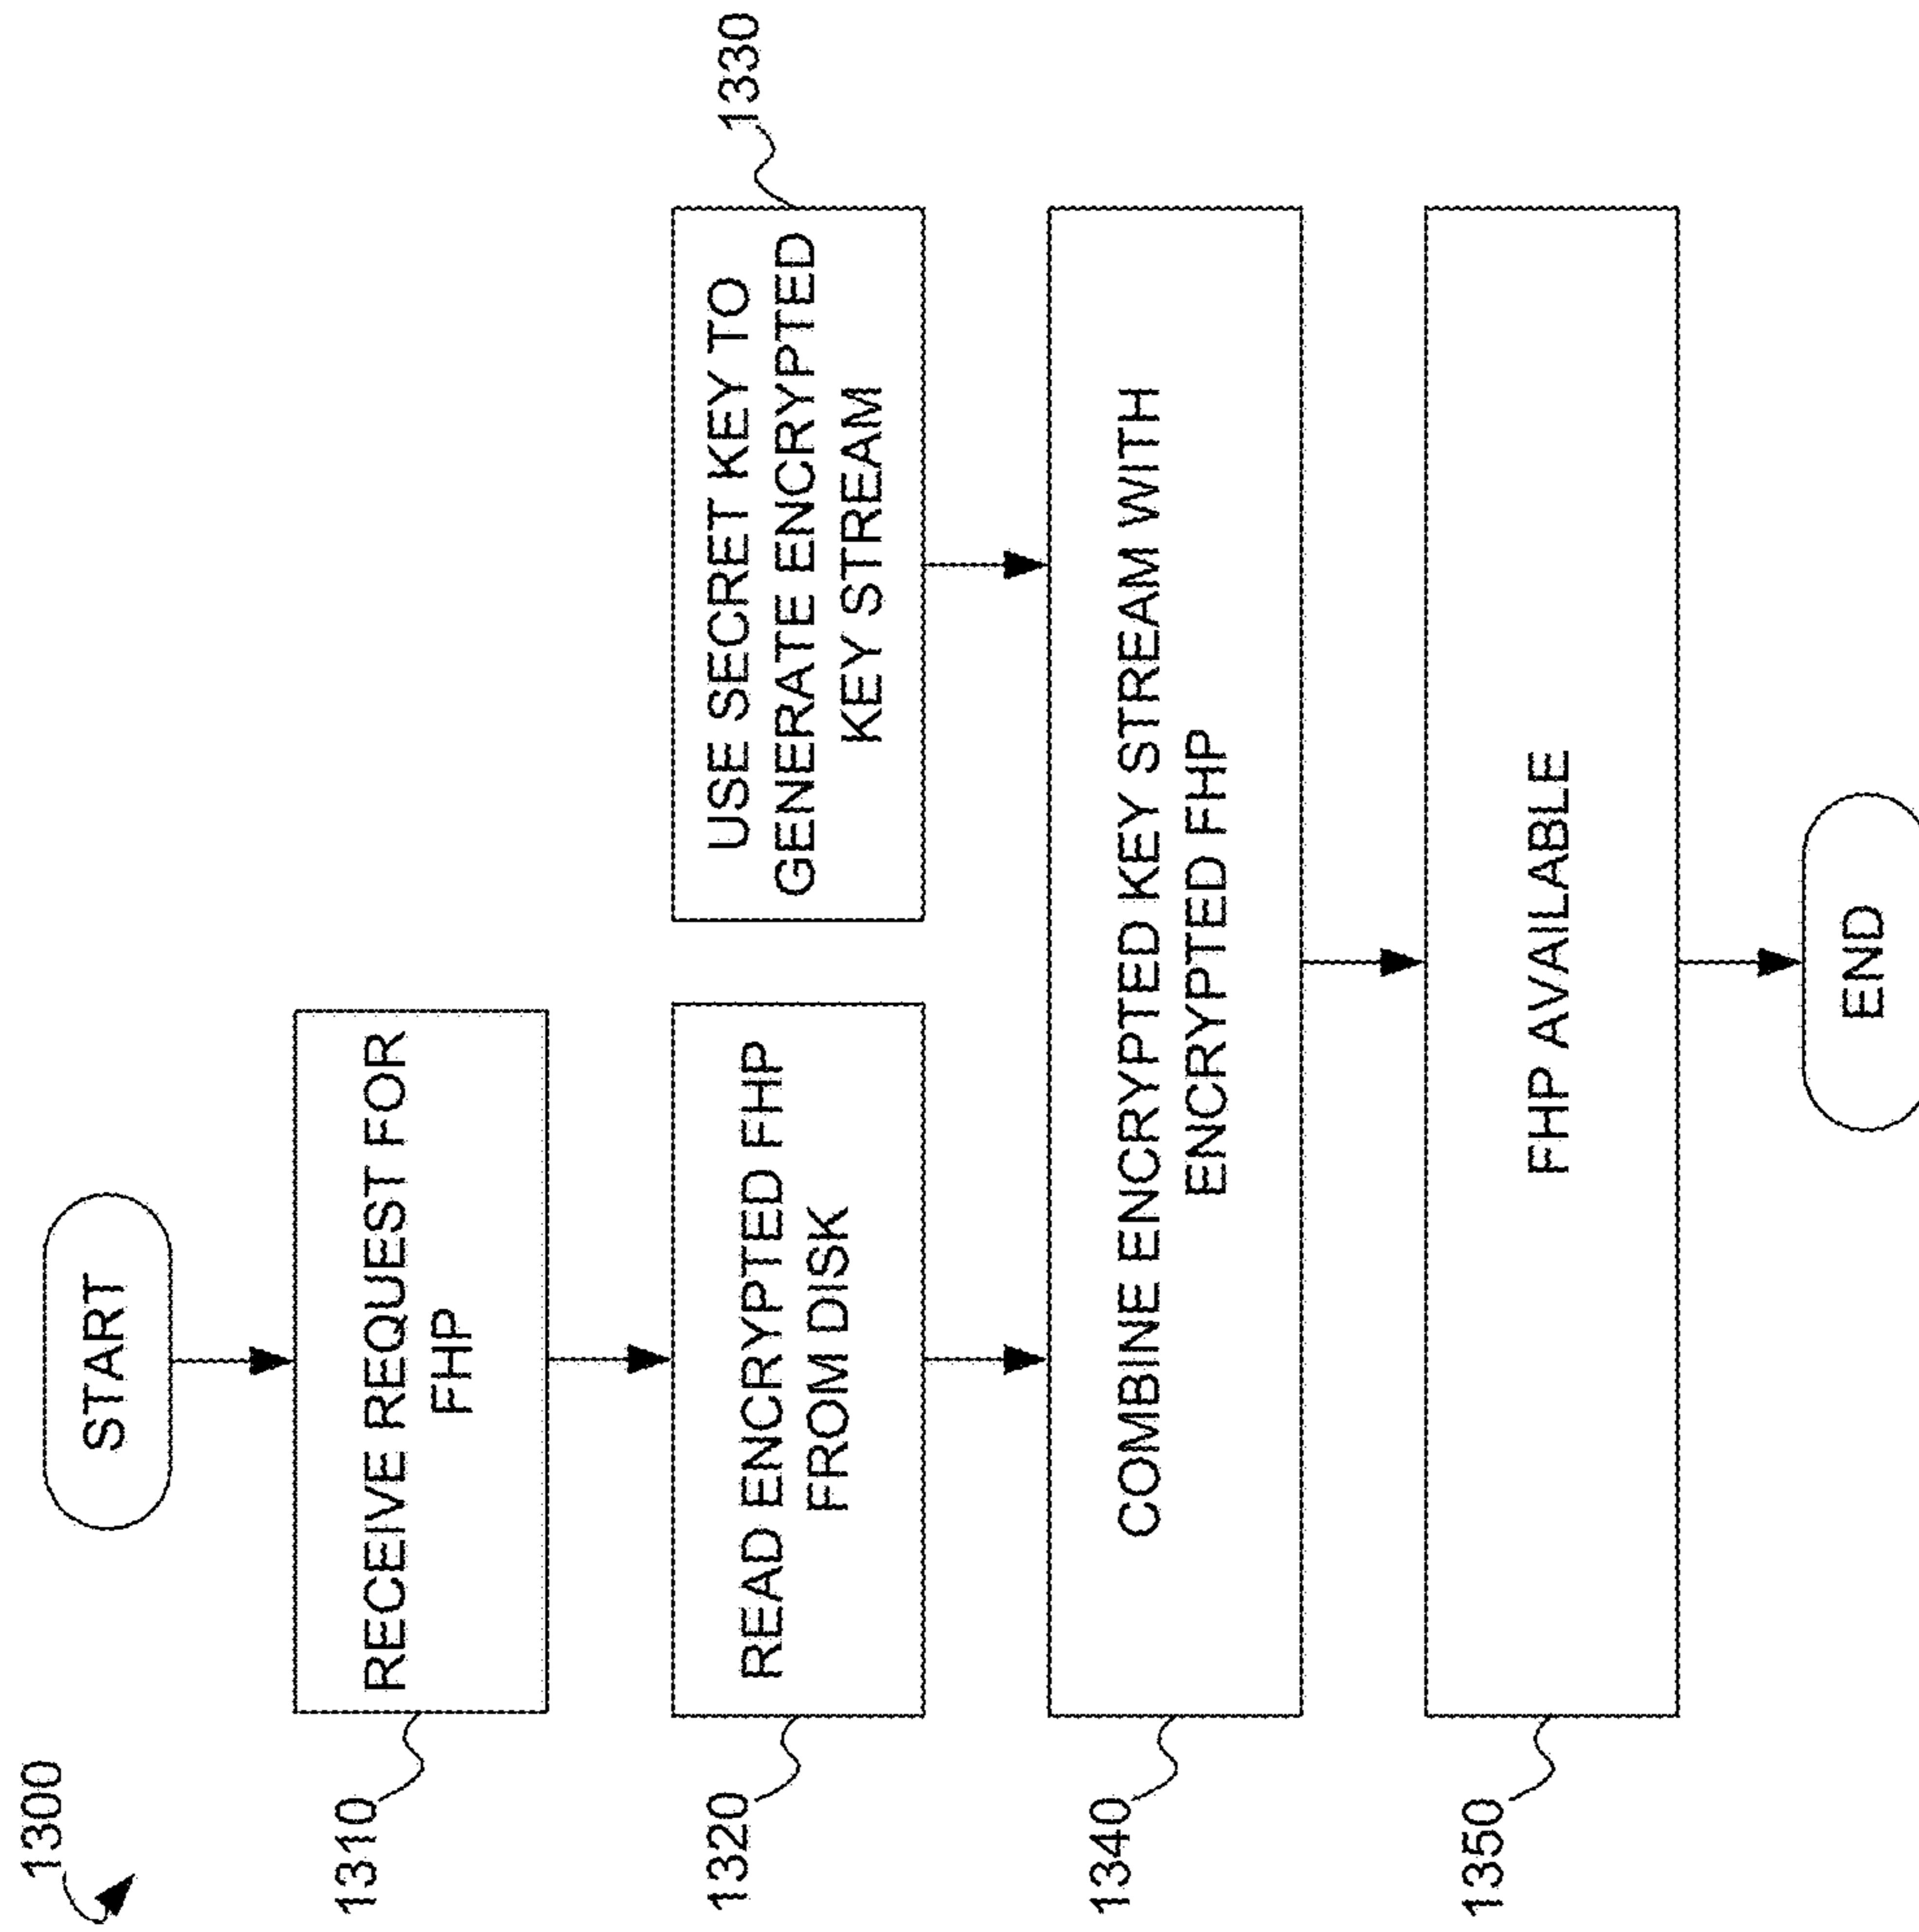 1300
START
1310
RECEIVE REQUEST FOR
FHP
1320
READ ENCRYPTED FHP
FROM DISK
1330
USE SECRET KEY TO
GENERATE ENCRYPTED
KEY STREAM
1340
COMBINE ENCRYPTED KEY STREAM WITH
ENCRYPTED FHP
1350
FHP AVAILABLE
END